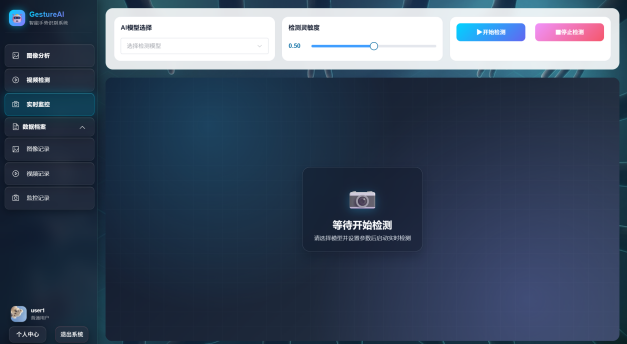 GestureAI
智能手势识别系统
图像分析
视频检测
实时监控
数据档案
图像记录
视频记录
监控记录
user1
普通用户
个人中心
退出系统
AI模型选择
选择检测模型
检测灵敏度
0.50
开始检测
停止检测
等待开始检测
请选择模型并设置参数后启动实时检测